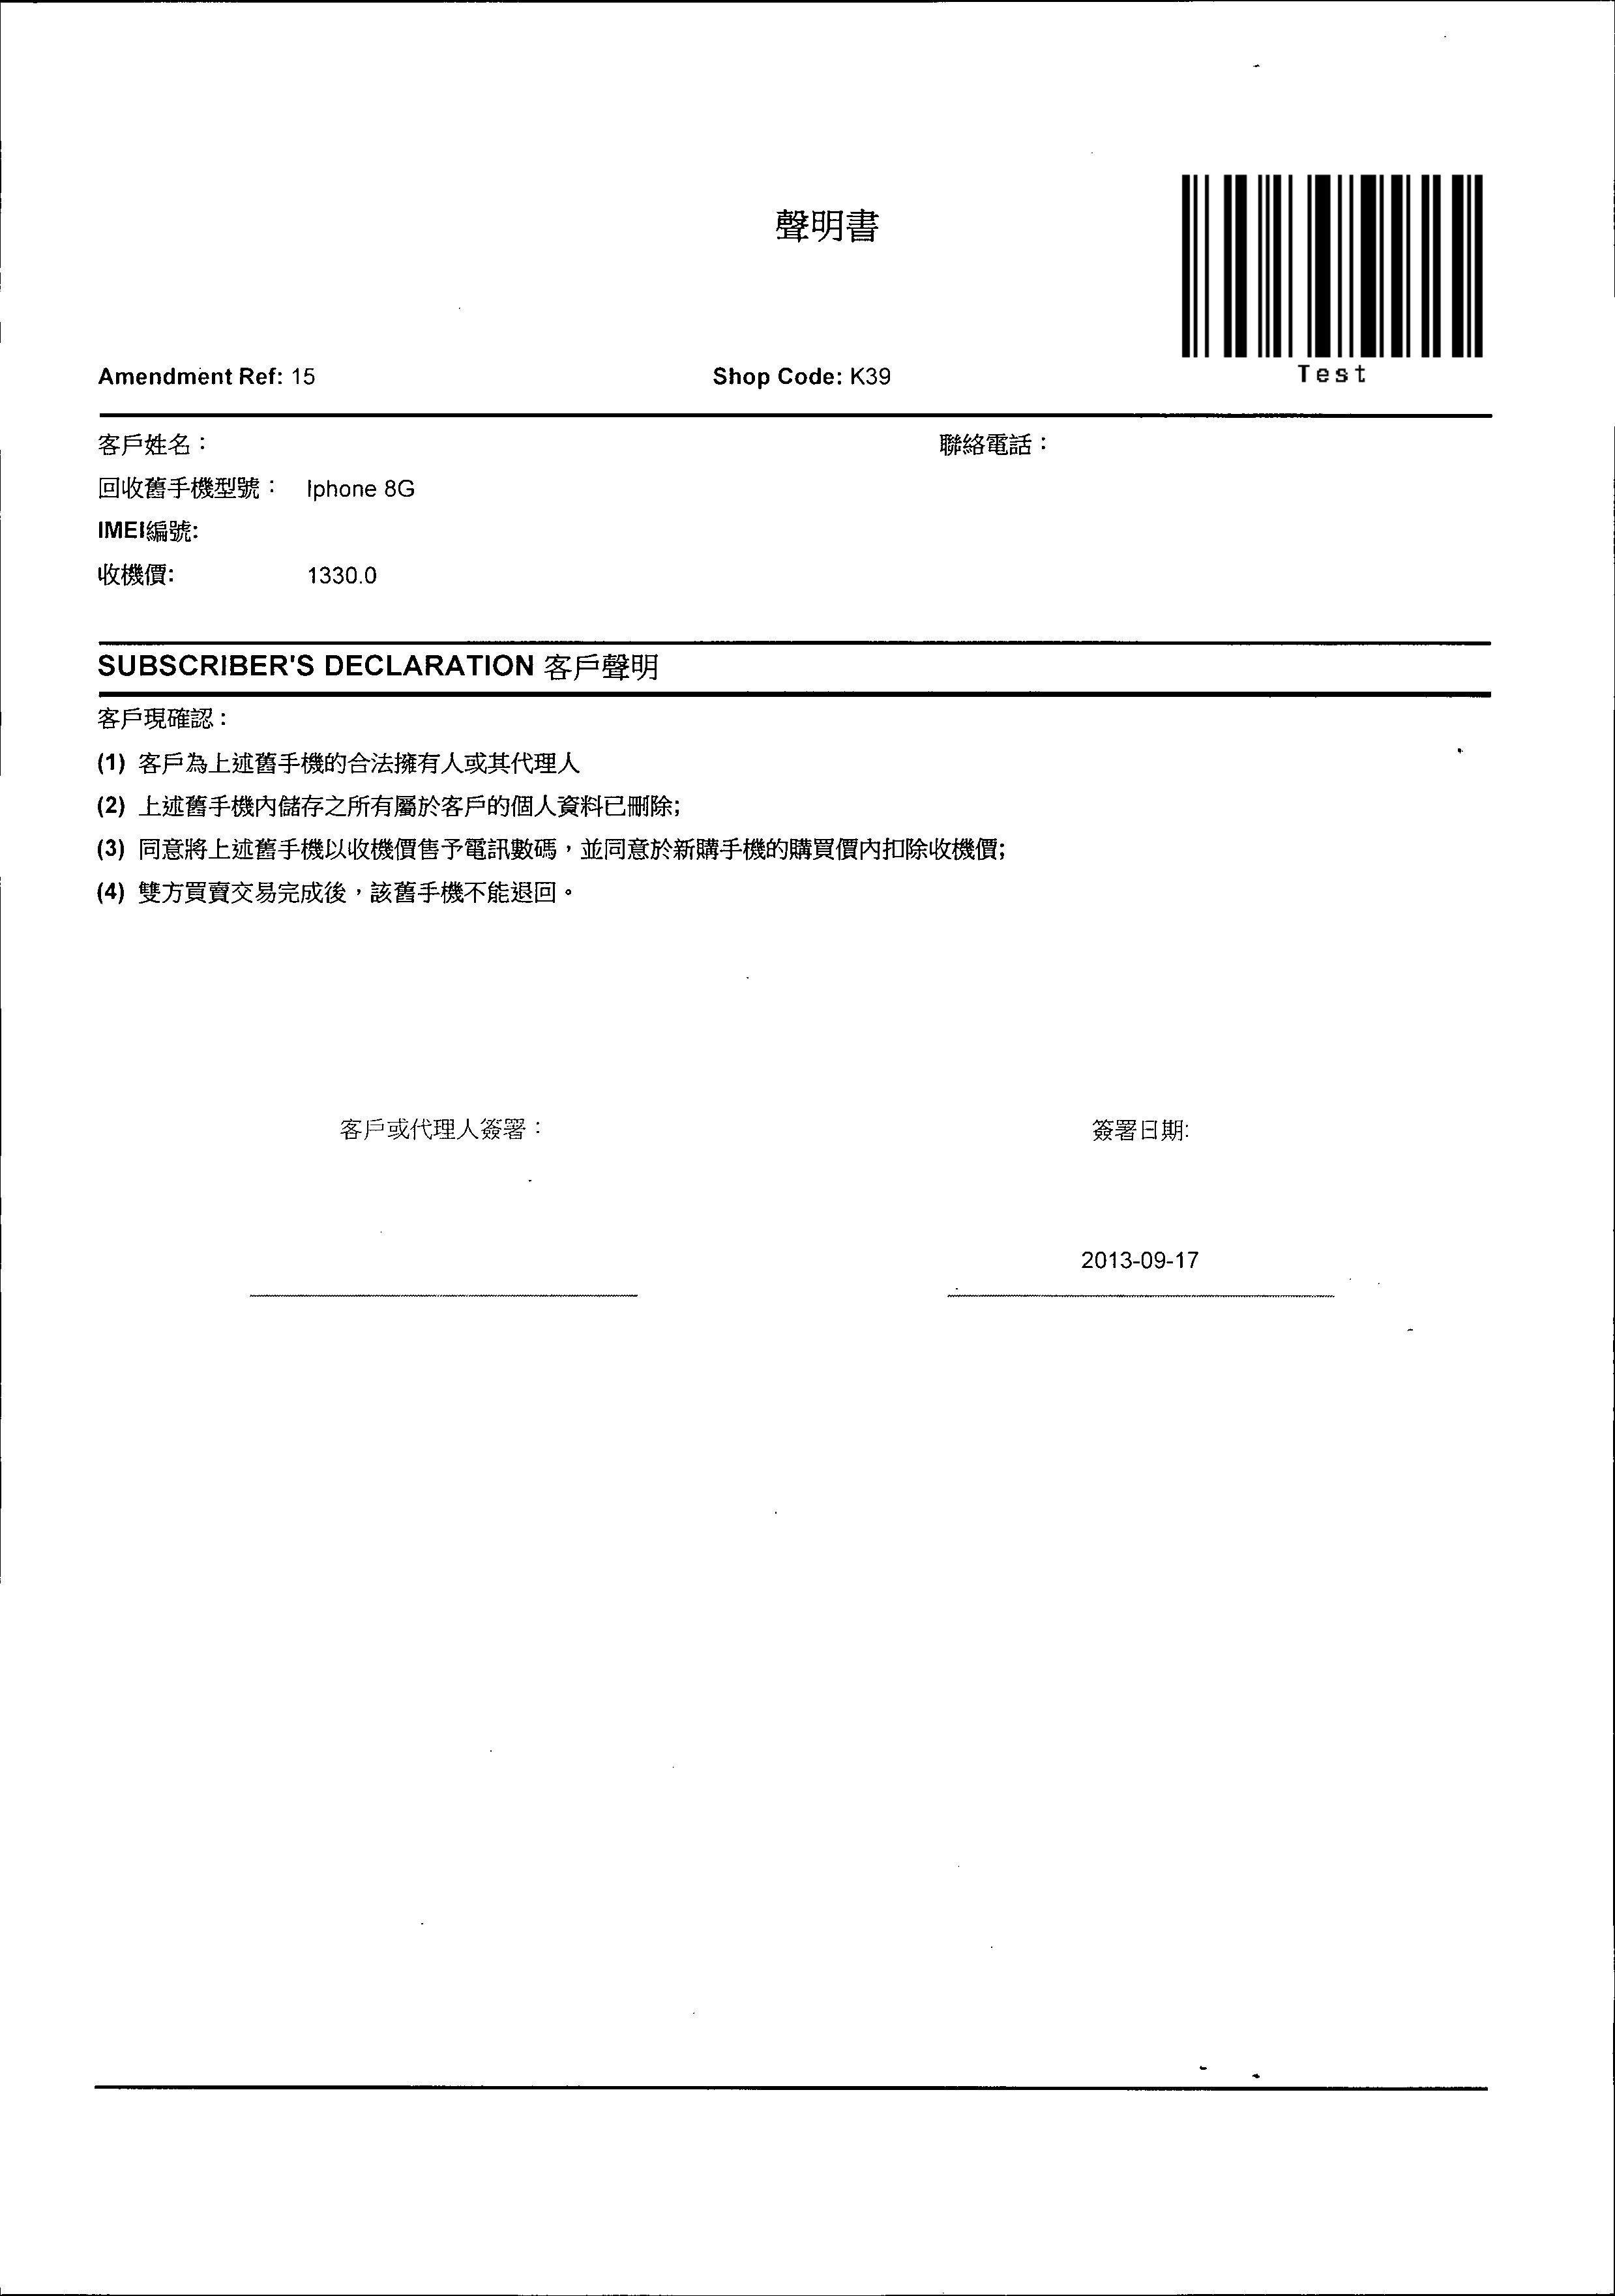 聲明書
Test
Amendment Ref: 15 Shop Code: K39
客戶姓名： 聯絡電話：
回收舊手機型號： Iphone 8G
IMEI編號:
收機價: 1330.0
SUBSCRIBER'S DECLARATION 客戶聲明
客戶現確認：
(1) 客戶為上述舊手機的合法擁有人或其代理人
(2) 上述舊手機內儲存之所有屬於客戶的個人資料已刪除;
(3) 同意將上述舊手機以收機價售予電訊數碼，並同意於新購手機的購買價內扣除收機價;
(4) 雙方買賣交易完成後，該舊手機不能退回。
客戶或代理人簽署： 簽署日期:
2013-09-17